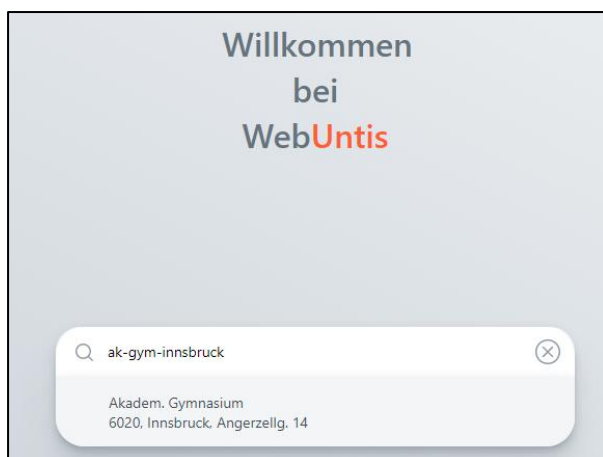 Willkommen
bei
WebUntis
ak-gym-innsbruck
Akadem. Gymnasium
6020, Innsbruck, Angerzellg. 14